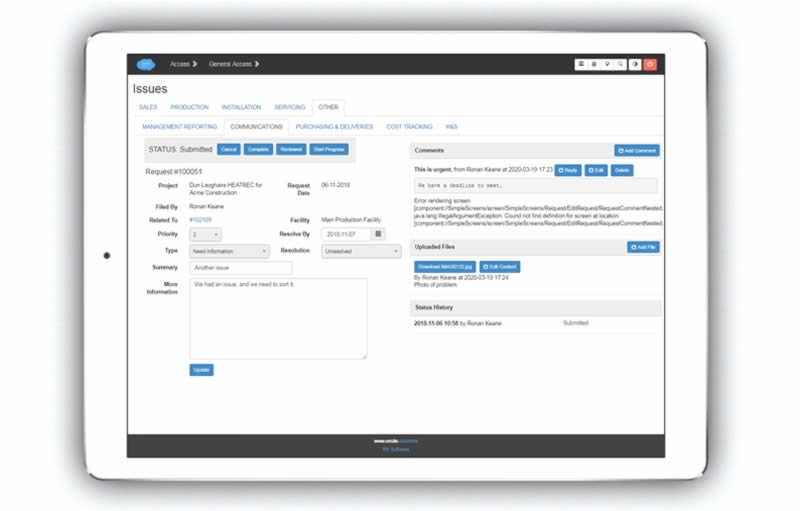 Access
General Access
Issues
SALES PRODUCTION INSTALLATION SERVICING OTHER
MANAGEMENT REPORTING COMMUNICATIONS PURCHASING & DELIVERIES COST TRACKING H&S
STATUS: Submitted Cancel Complete Reviewed Start Progress
Request #100051
Project Dun Laoghaire HEATREC for Acme Construction
Request Date 06-11-2018
Filed By Ronan Keane
Related To #102109
Facility Main Production Facility
Priority 2
Resolve By 2015-11-07
Type Need Information
Resolution Unresolved
Summary Another issue
More Information We had an issue, and we need to sort it
Update
Comments Add Comment
This is urgent, from Ronan Keane at 2020-03-19 17:23 Reply Edit Delete
We have a deadline to meet.
Error rendering screen
[component://SimpleScreens/screen/SimpleScreens/Request/EditRequest/RequestCommentNested.
java.lang.IllegalArgumentException: Cound not find definition for screen at location
[component://SimpleScreens/screen/SimpleScreens/Request/EditRequest/RequestCommentNested.
Uploaded Files Add File
Edit Content
By Ronan Keane at 2020-03-19 17:24
Photo of problem.
Status History
2018-11-06 10:58 by Ronan Keane Submitted